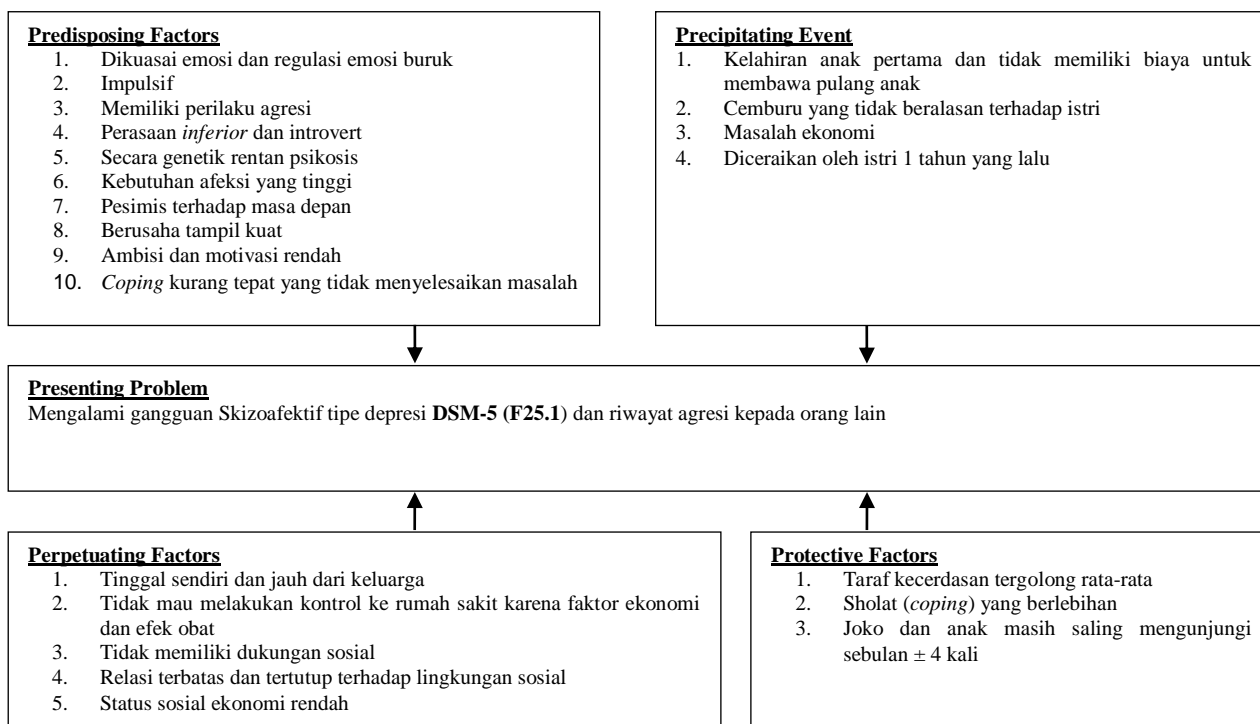 Predisposing Factors
1. Dikuasai emosi dan regulasi emosi buruk
2. Impulsif
3. Memiliki perilaku agresi
4. Perasaan inferior dan introvert
5. Secara genetik rentan psikosis
6. Kebutuhan afeksi yang tinggi
7. Pesimis terhadap masa depan
8. Berusaha tampil kuat
9. Ambisi dan motivasi rendah
10. Coping kurang tepat yang tidak menyelesaikan masalah
Precipitating Event
1. Kelahiran anak pertama dan tidak memiliki biaya untuk
membawa pulang anak
2. Cemburu yang tidak beralasan terhadap istri
3. Masalah ekonomi
4. Diceraikan oleh istri 1 tahun yang lalu
Presenting Problem
Mengalami gangguan Skizoafektif tipe depresi DSM-5 (F25.1) dan riwayat agresi kepada orang lain
Perpetuating Factors
1. Tinggal sendiri dan jauh dari keluarga
2. Tidak mau melakukan kontrol ke rumah sakit karena faktor ekonomi
dan efek obat
3. Tidak memiliki dukungan sosial
4. Relasi terbatas dan tertutup terhadap lingkungan sosial
5. Status sosial ekonomi rendah
Protective Factors
1. Taraf kecerdasan tergolong rata-rata
2. Sholat (coping) yang berlebihan
3. Joko dan anak masih saling mengunjungi
sebulan ± 4 kali